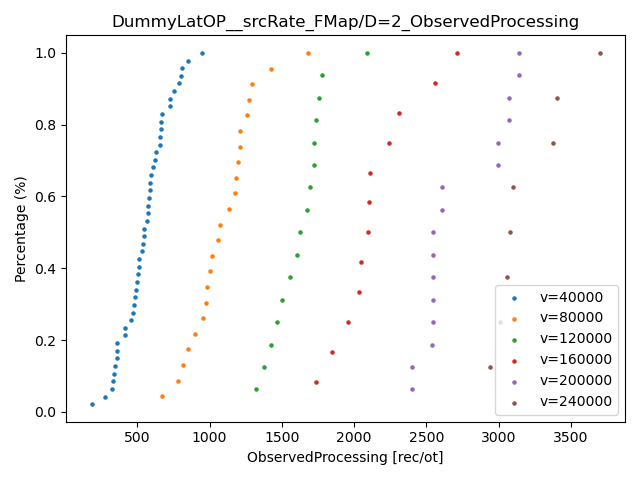 DummyLatOP__srcRate_FMap/D=2_ObservedProcessing
Percentage (%)
1.0
0.8
0.6
0.4
0.2
0.0
v=40000
v=80000
v=120000
v=160000
v=200000
v=240000
500 1000 1500 2000 2500 3000 3500
ObservedProcessing [rec/ot]